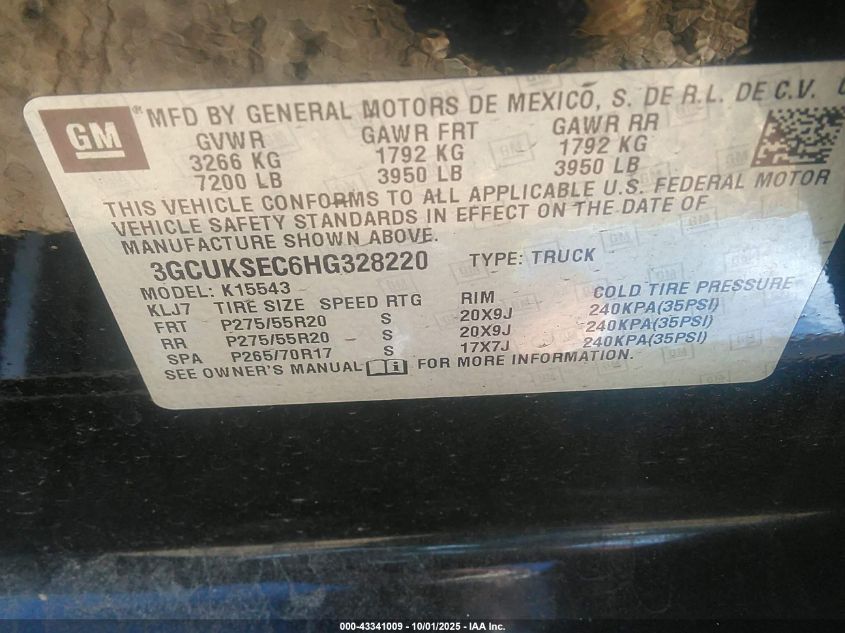 GM
® MFD BY GENERAL MOTORS DE MEXICO, S. DE R.L. DE C.V.
GVWR GAWR FRT GAWR RR
3266 KG 1792 KG 1792 KG
7200 LB 3950 LB 3950 LB
THIS VEHICLE CONFORMS TO ALL APPLICABLE U.S. FEDERAL MOTOR
VEHICLE SAFETY STANDARDS IN EFFECT ON THE DATE OF
MANUFACTURE SHOWN ABOVE.
3GCUKSEC6HG328220 TYPE: TRUCK
MODEL: K15543
KLJ7 TIRE SIZE SPEED RTG RIM COLD TIRE PRESSURE
FRT P275/55R20 S 20X9J 240KPA(35PSI)
RR P275/55R20 S 20X9J 240KPA(35PSI)
SPA P265/70R17 S 17X7J 240KPA(35PSI)
SEE OWNER'S MANUAL i FOR MORE INFORMATION.
000-43341009 - 10/01/2025 - IAA Inc.